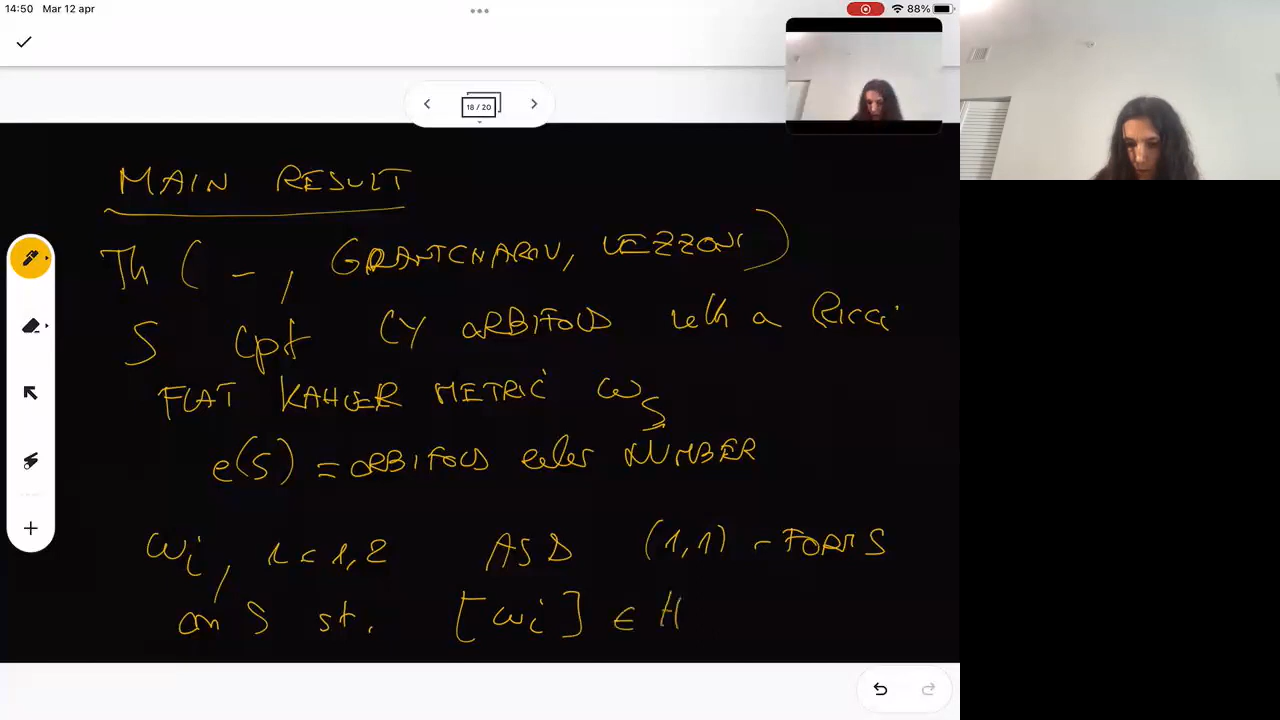 14:50 Mar 12 apr
88%
18 / 20
MAIN RESULT
Th ( – , GRANTCHAROV, VEZZONI )
S cpt CY ORBIFOLD with a Ricci
FLAT KAHLER METRIC ω_S
e(S) = ORBIFOLD euler NUMBER
ω_i, i = 1, 2 ASD (1,1) – FORMS
on S st. [ω_i] ∈ H